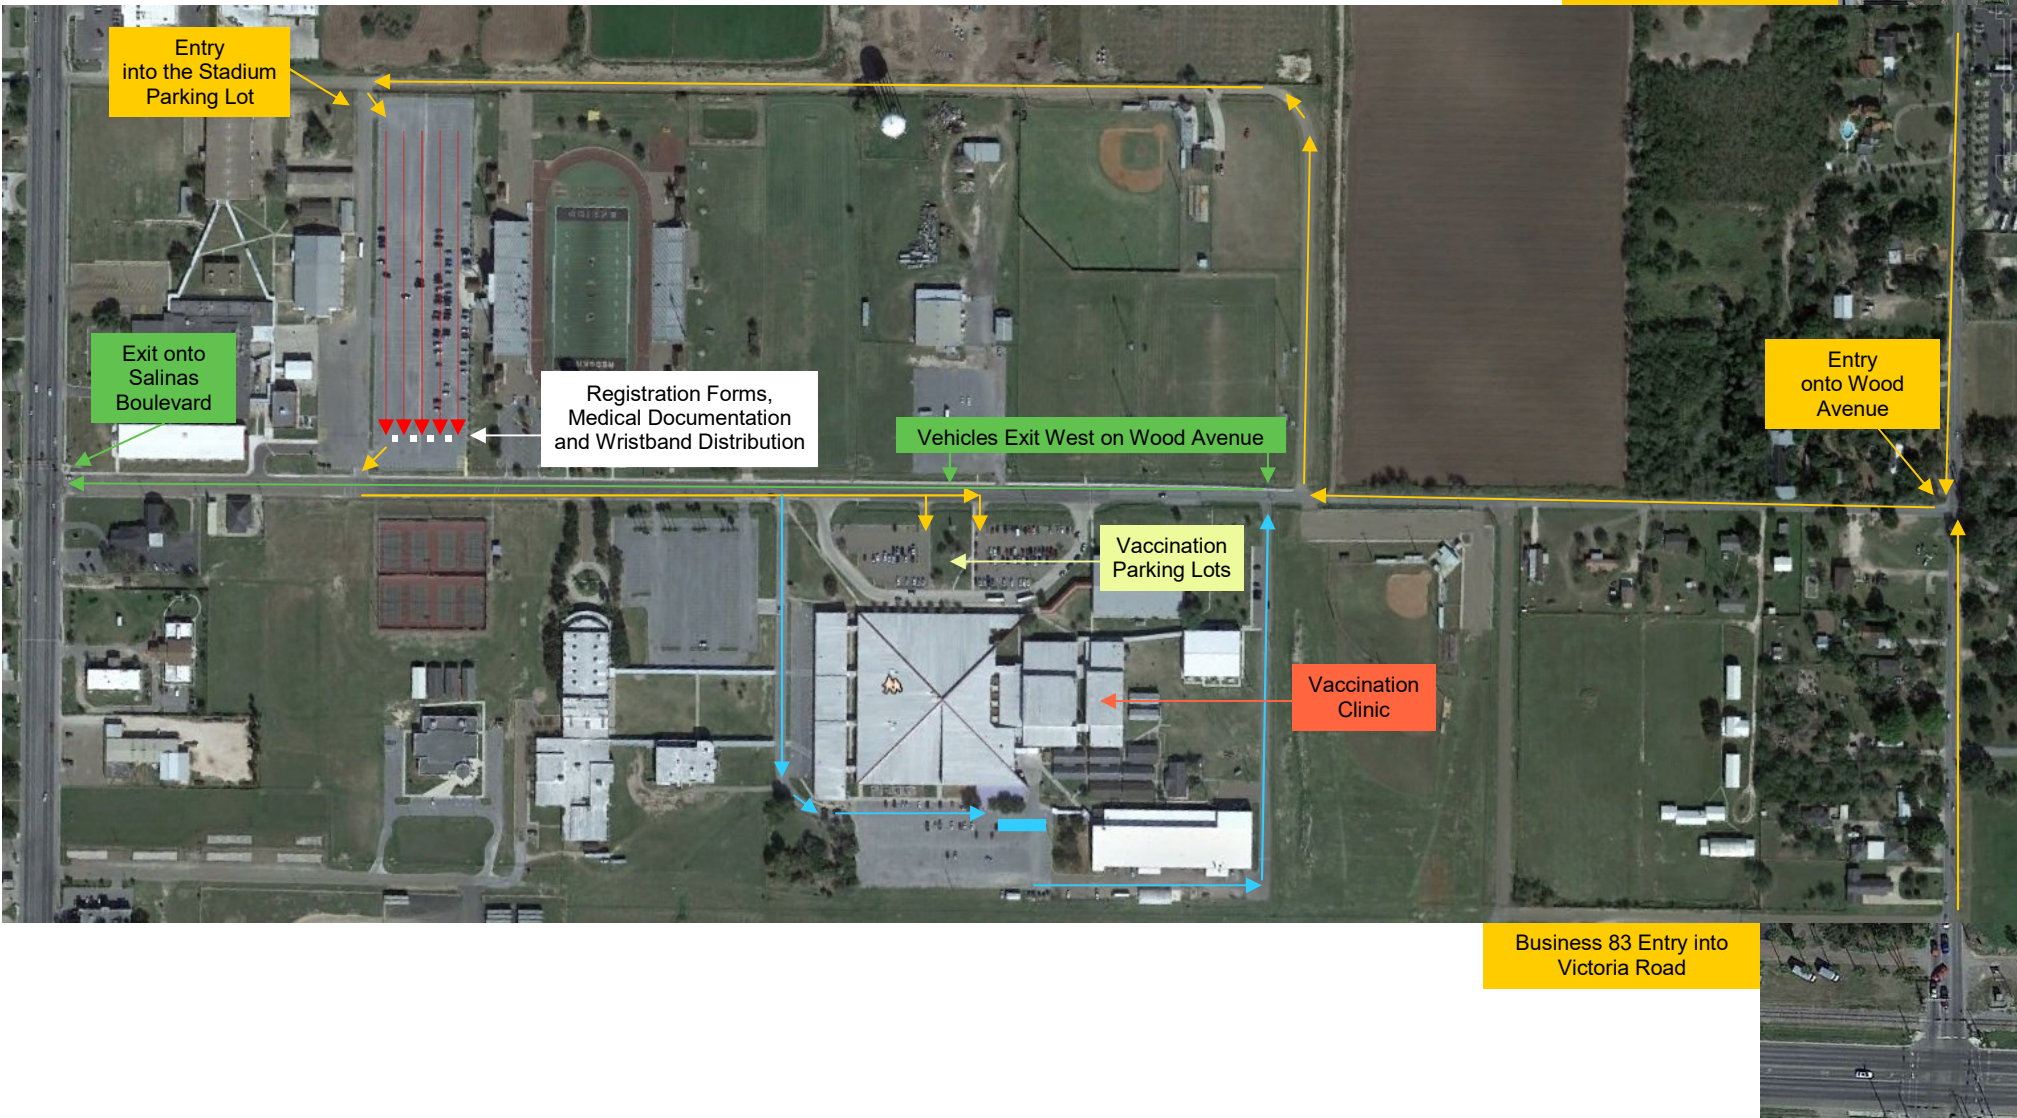 Entry
into the Stadium
Parking Lot
Exit onto
Salinas
Boulevard
Registration Forms,
Medical Documentation
and Wristband Distribution
Vehicles Exit West on Wood Avenue
Entry
onto Wood
Avenue
Vaccination
Parking Lots
Vaccination
Clinic
Business 83 Entry into
Victoria Road